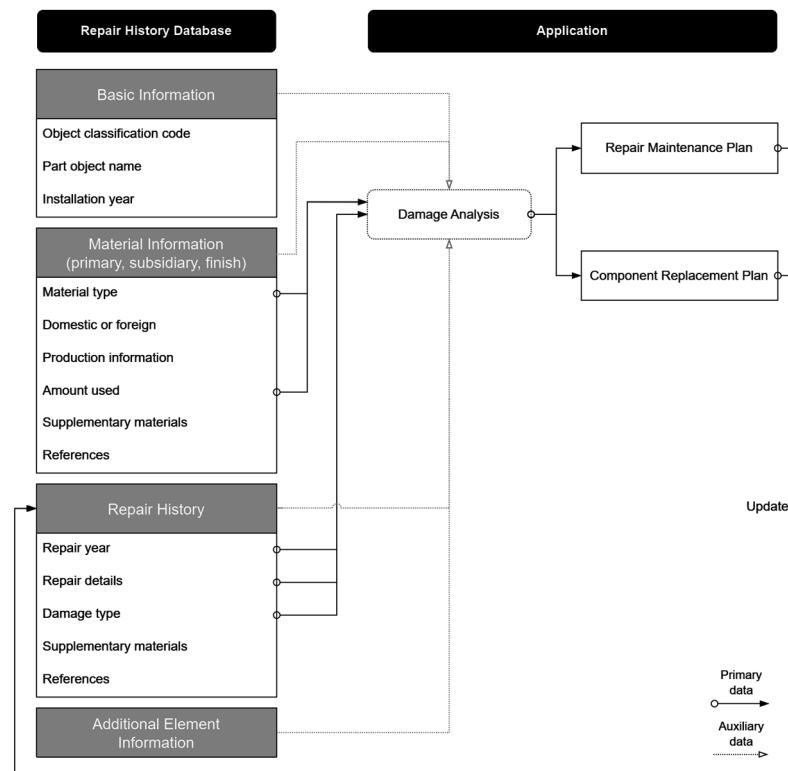 Repair History Database
Application
Basic Information
Object classification code
Part object name
Installation year
Material Information
(primary, subsidiary, finish)
Material type
Domestic or foreign
Production information
Amount used
Supplementary materials
References
Repair History
Repair year
Repair details
Damage type
Supplementary materials
References
Additional Element
Information
Damage Analysis
Repair Maintenance Plan
Component Replacement Plan
Update
Primary
data
Auxiliary
data